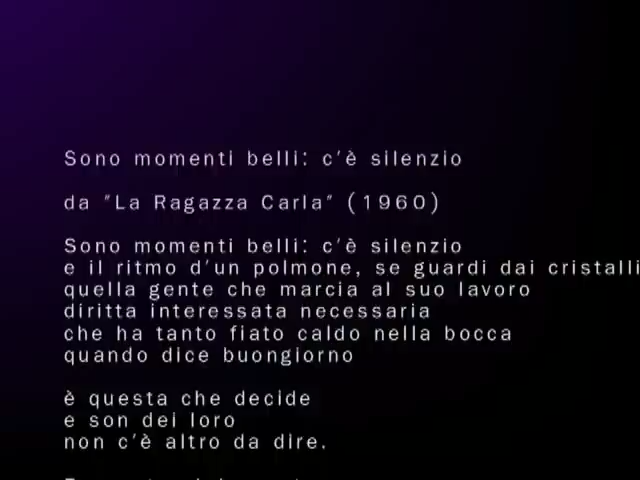 Sono momenti belli: c'è silenzio
da "La Ragazza Carla" (1960)
Sono momenti belli: c'è silenzio
e il ritmo d'un polmone, se guardi dai cristalli
quella gente che marcia al suo lavoro
diritta interessata necessaria
che ha tanto fiato caldo nella bocca
quando dice buongiorno
è questa che decide
e son dei loro
non c'è altro da dire.